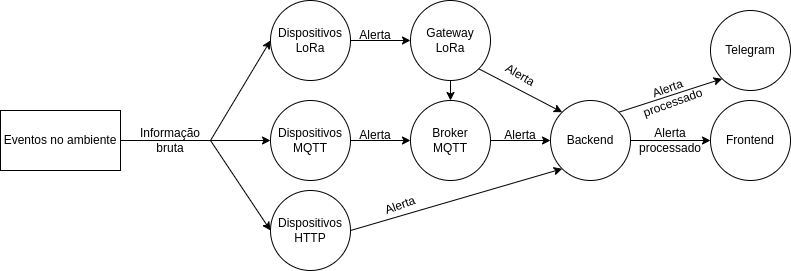 Eventos no ambiente
Informação
bruta
Dispositivos
LoRa
Alerta
Gateway
LoRa
Alerta
Dispositivos
MQTT
Alerta
Broker
MQTT
Alerta
Dispositivos
HTTP
Alerta
Backend
Alerta
processado
Telegram
Alerta
processado
Frontend